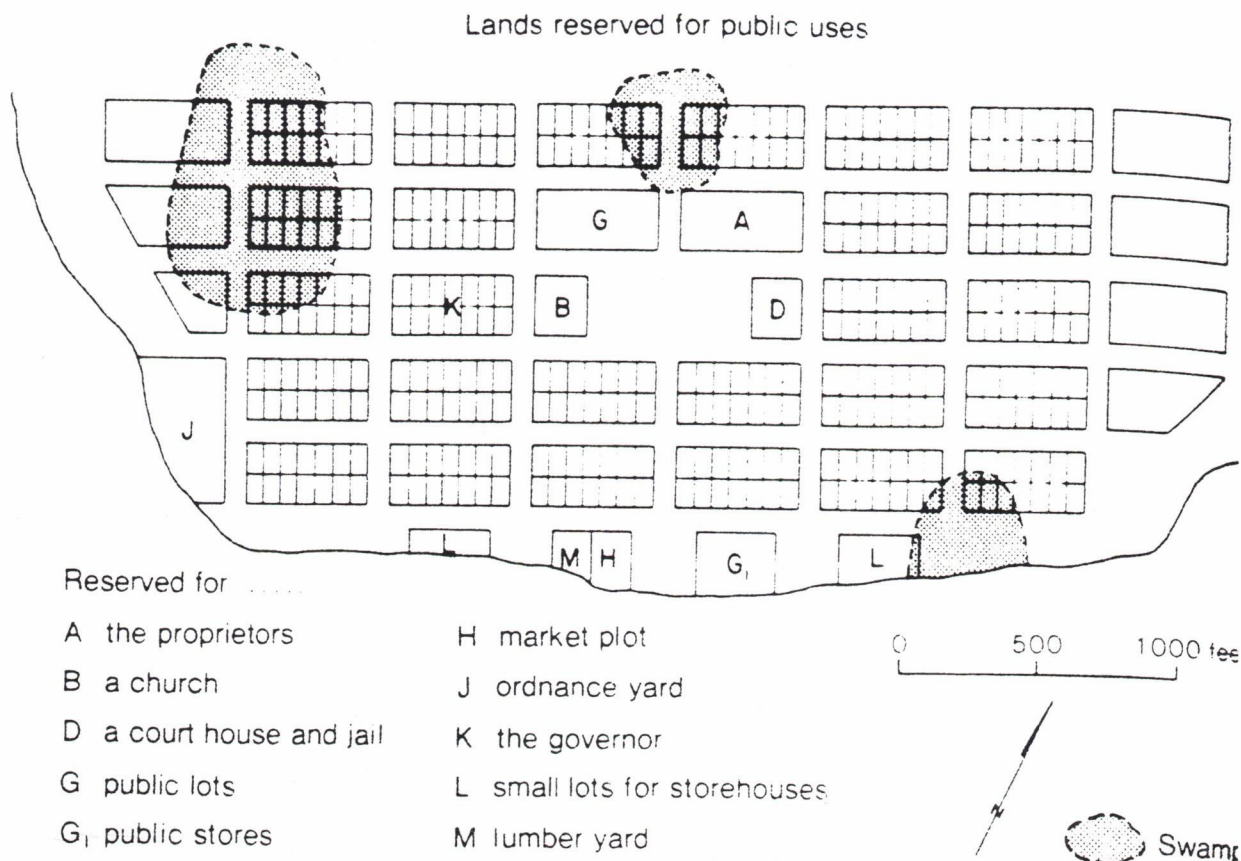 Lands reserved for public uses
G A
K B D
J
L M H G₁ L
Reserved for .....
A the proprietors
B a church
D a court house and jail
G public lots
G₁ public stores
H market plot
J ordnance yard
K the governor
L small lots for storehouses
M lumber yard
0 500 1000 fee
N
Swamp